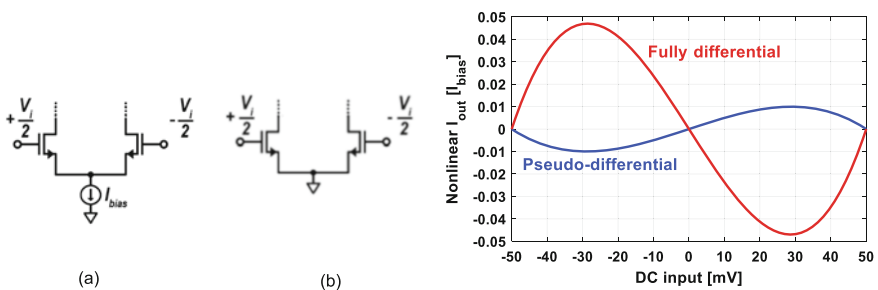 + V_i/2
- V_i/2
I_bias
(a)
+ V_i/2
- V_i/2
(b)
Nonlinear I_out [I_bias]
0.05
0.04
0.03
0.02
0.01
0
-0.01
-0.02
-0.03
-0.04
-0.05
Fully differential
Pseudo-differential
-50 -40 -30 -20 -10 0 10 20 30 40 50
DC input [mV]